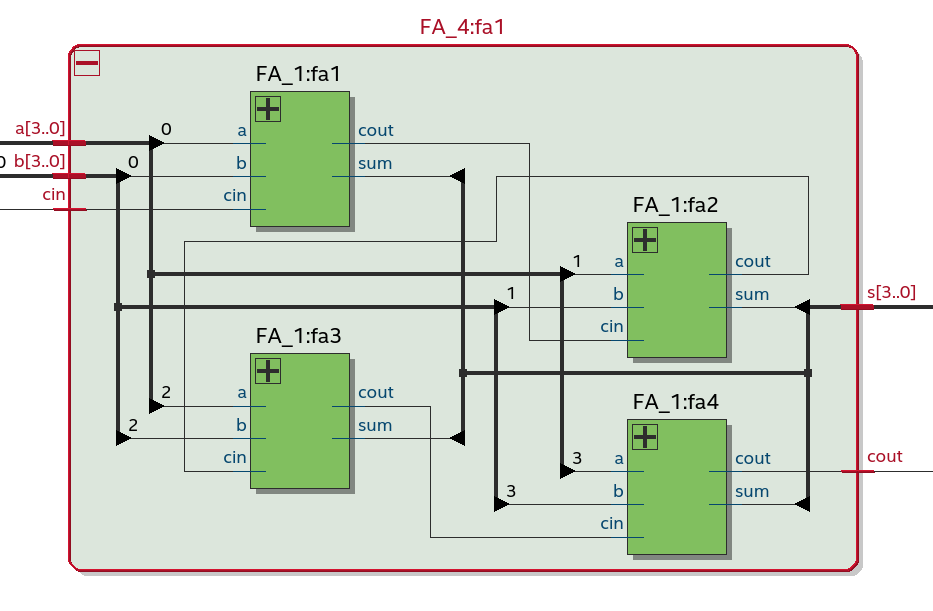 FA_4:fa1
FA_1:fa1
a[3..0]
0
a
cout
0
b[3..0]
0
b
sum
cin
cin
FA_1:fa2
1
a
cout
1
b
sum
s[3..0]
cin
FA_1:fa3
2
a
cout
2
b
sum
cin
FA_1:fa4
3
a
cout
cout
3
b
sum
cin